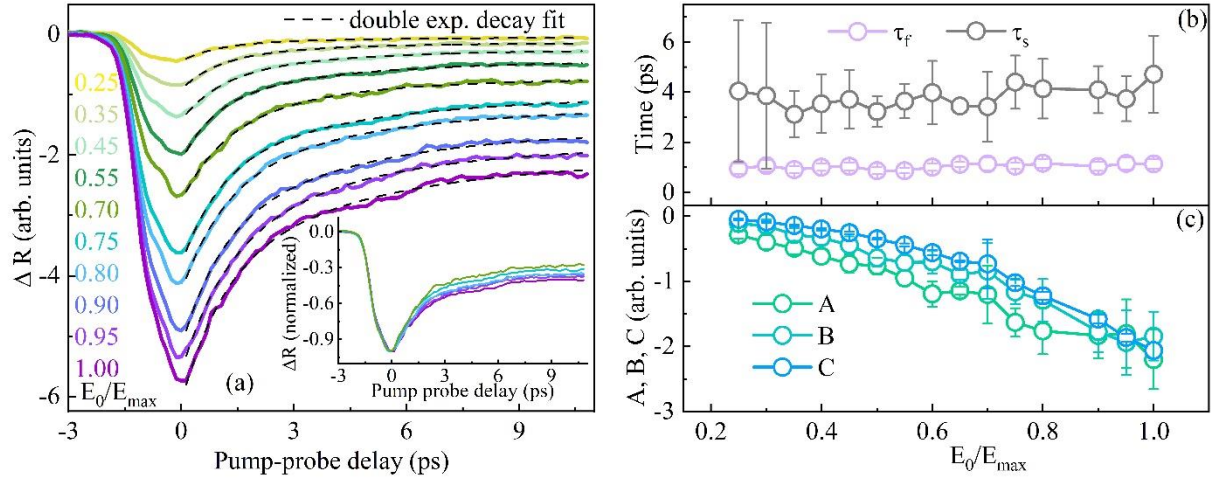 double exp. decay fit
0
-2
-4
-6
0.25
0.35
0.45
0.55
0.70
0.75
0.80
0.90
0.95
1.00
E₀/Eₘₐₓ
(a)
Δ R (arb. units)
-3
0
3
6
9
Pump-probe delay (ps)
0.0
-0.3
-0.6
-0.9
Δ R (normalized)
-3
0
3
6
9
Pump probe delay (ps)
τf
τs
(b)
6
4
2
0
Time (ps)
(c)
0
-1
-2
-3
A, B, C (arb. units)
A
B
C
0.2
0.4
0.6
0.8
1.0
E₀/Eₘₐₓ